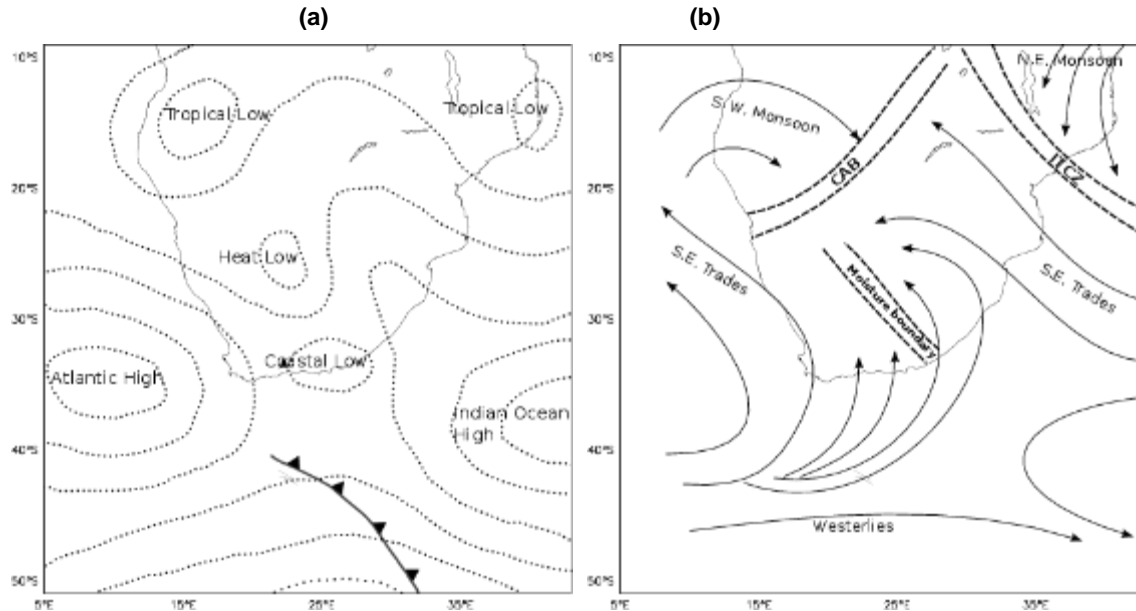 (a)
(b)
10°S
20°S
30°S
40°S
50°S
5°E
15°E
25°E
35°E
Tropical Low
Tropical Low
Heat Low
Coastal Low
Atlantic High
Indian Ocean
High
10°S
20°S
30°S
40°S
50°S
5°E
15°E
25°E
35°E
N.E. Monsoon
S.W. Monsoon
CAB
ITCZ
S.E. Trades
S.E. Trades
Moisture boundary
Westerlies